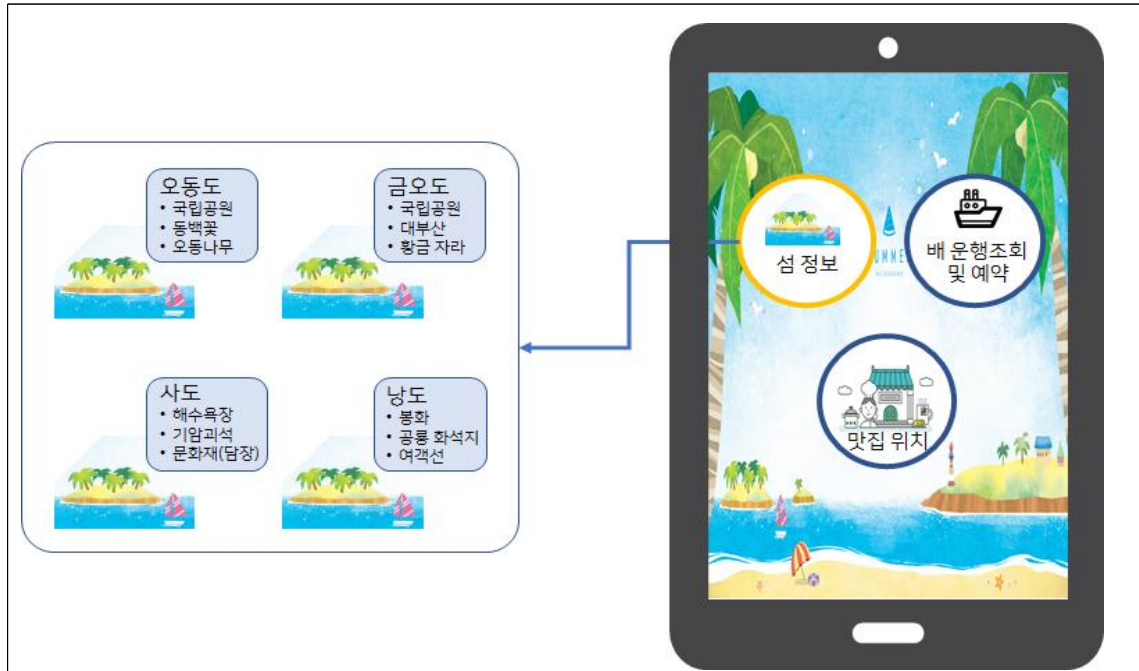 오동도
• 국립공원
• 동백꽃
• 오동나무
금오도
• 국립공원
• 대부산
• 황금 자라
사도
• 해수욕장
• 기암괴석
• 문화재(담장)
낭도
• 봉화
• 공룡 화석지
• 여객선
섬 정보
UMME
배 운행조회
및 예약
맛집 위치